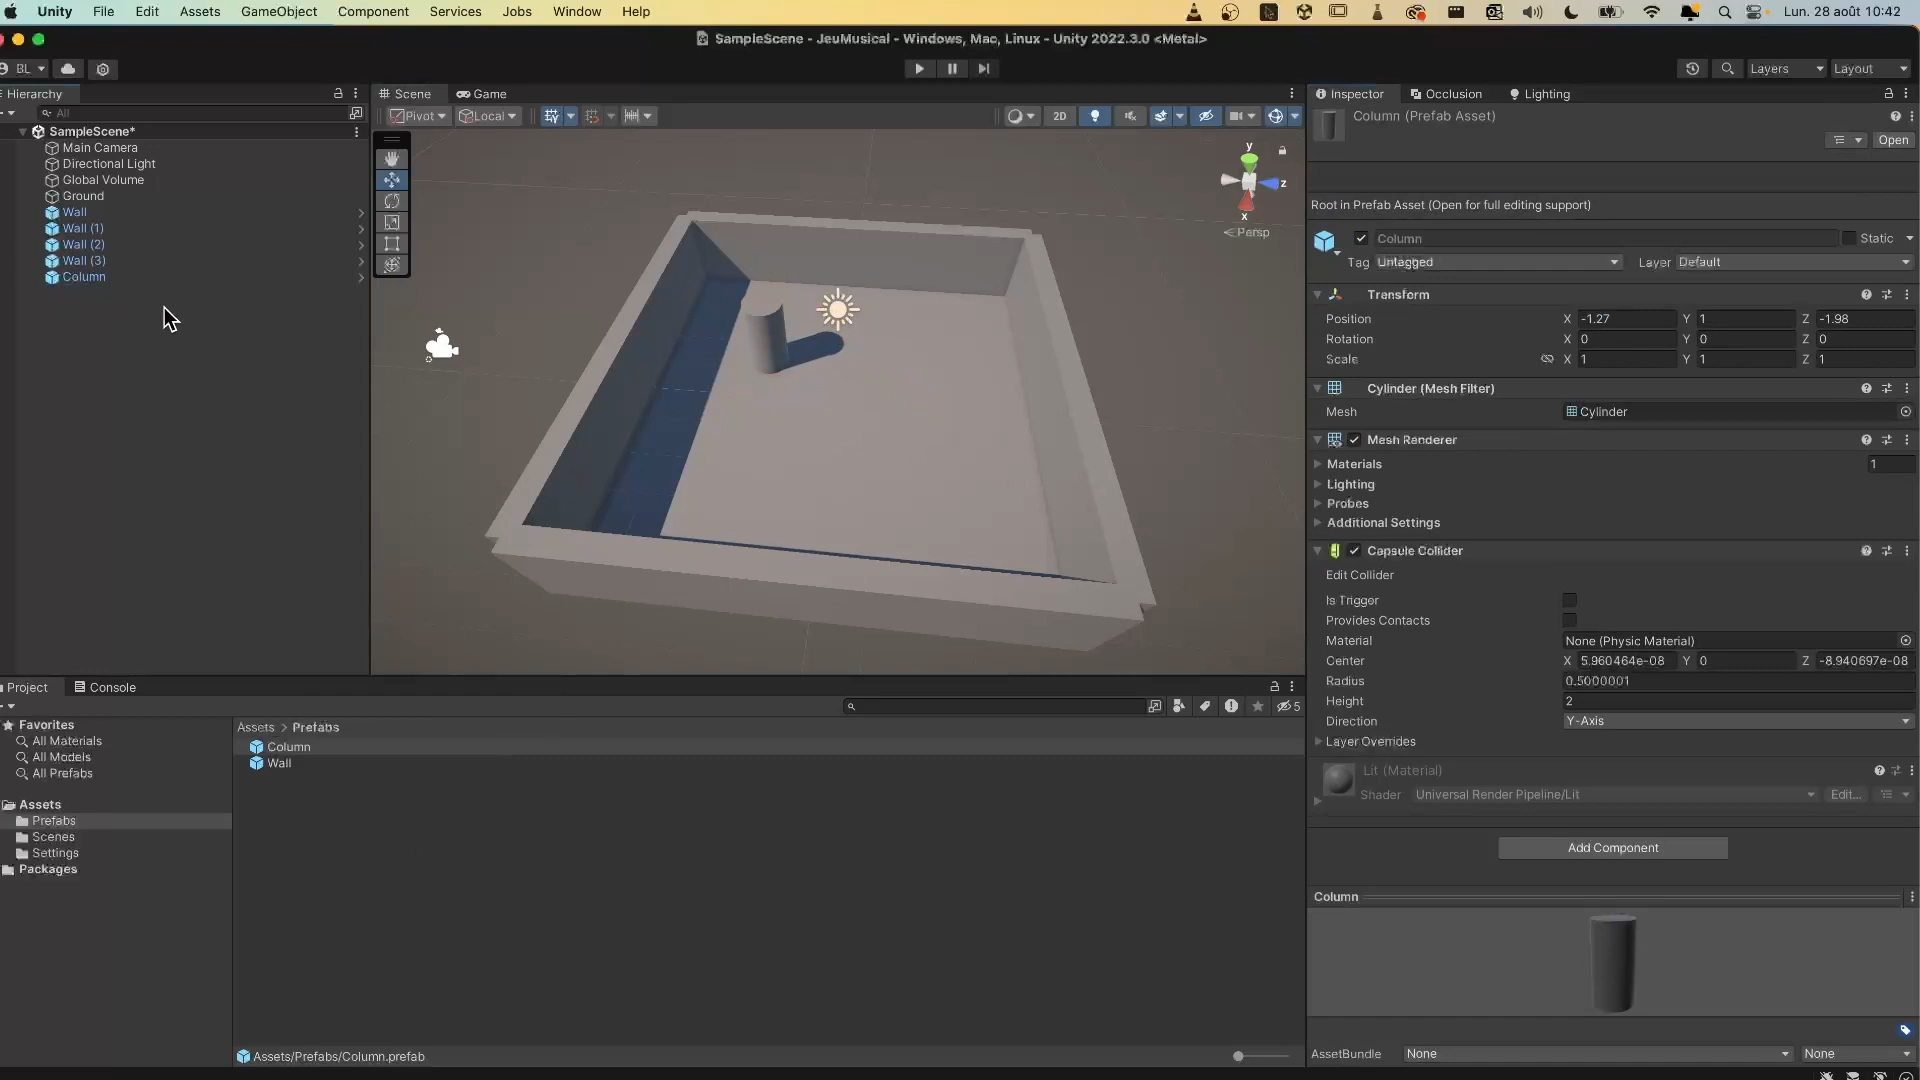 Unity File Edit Assets GameObject Component Services Jobs Window Help Lun. 28 août 10:42
SampleScene - JeuMusical - Windows, Mac, Linux - Unity 2022.3.0 <Metal>
BL Layers Layout
Hierarchy
All
SampleScene*
Main Camera
Directional Light
Global Volume
Ground
Wall
Wall (1)
Wall (2)
Wall (3)
Column
Scene Game
Pivot Local 2D
y
z
x
Persp
Inspector Occlusion Lighting
Column (Prefab Asset)
Open
Root in Prefab Asset (Open for full editing support)
Column Static
Tag Untagged Layer Default
Transform
Position X -1.27 Y 1 Z -1.98
Rotation X 0 Y 0 Z 0
Scale X 1 Y 1 Z 1
Cylinder (Mesh Filter)
Mesh Cylinder
Mesh Renderer
Materials 1
Lighting
Probes
Additional Settings
Capsule Collider
Edit Collider
Is Trigger
Provides Contacts
Material None (Physic Material)
Center X 5.960464e-08 Y 0 Z -8.940697e-08
Radius 0.5000001
Height 2
Direction Y-Axis
Layer Overrides
Lit (Material)
Shader Universal Render Pipeline/Lit Edit...
Add Component
Column
AssetBundle None None
Project Console
5
Favorites
All Materials
All Models
All Prefabs
Assets
Prefabs
Scenes
Settings
Packages
Assets > Prefabs
Column
Wall
Assets/Prefabs/Column.prefab